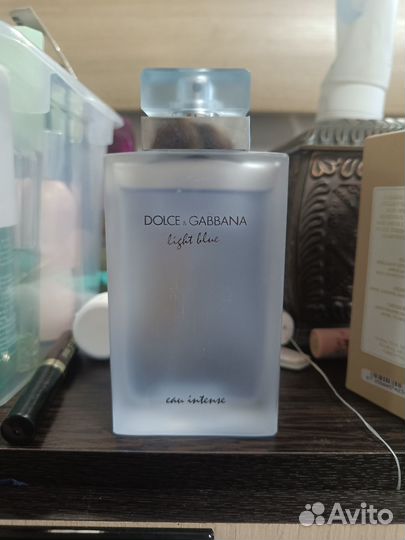 DOLCE & GABBANA
light blue
eau intense
Avito